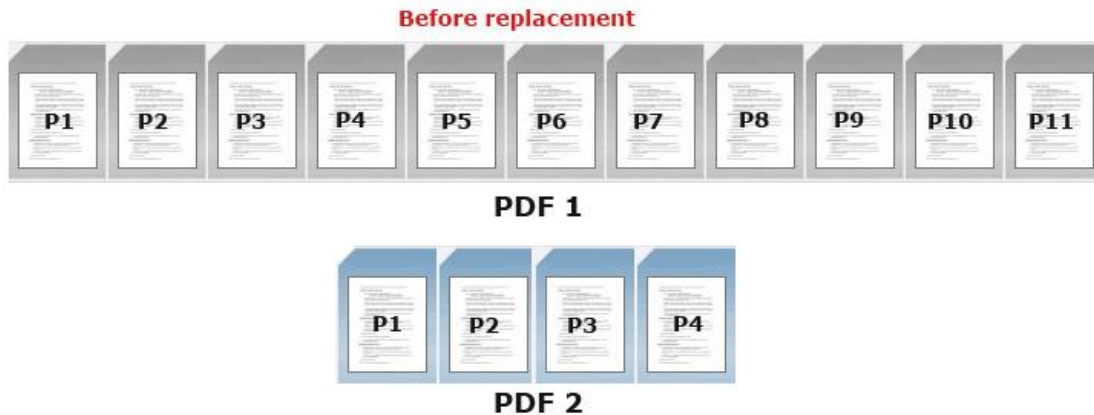 Before replacement
P1 P2 P3 P4 P5 P6 P7 P8 P9 P10 P11
PDF 1
P1 P2 P3 P4
PDF 2